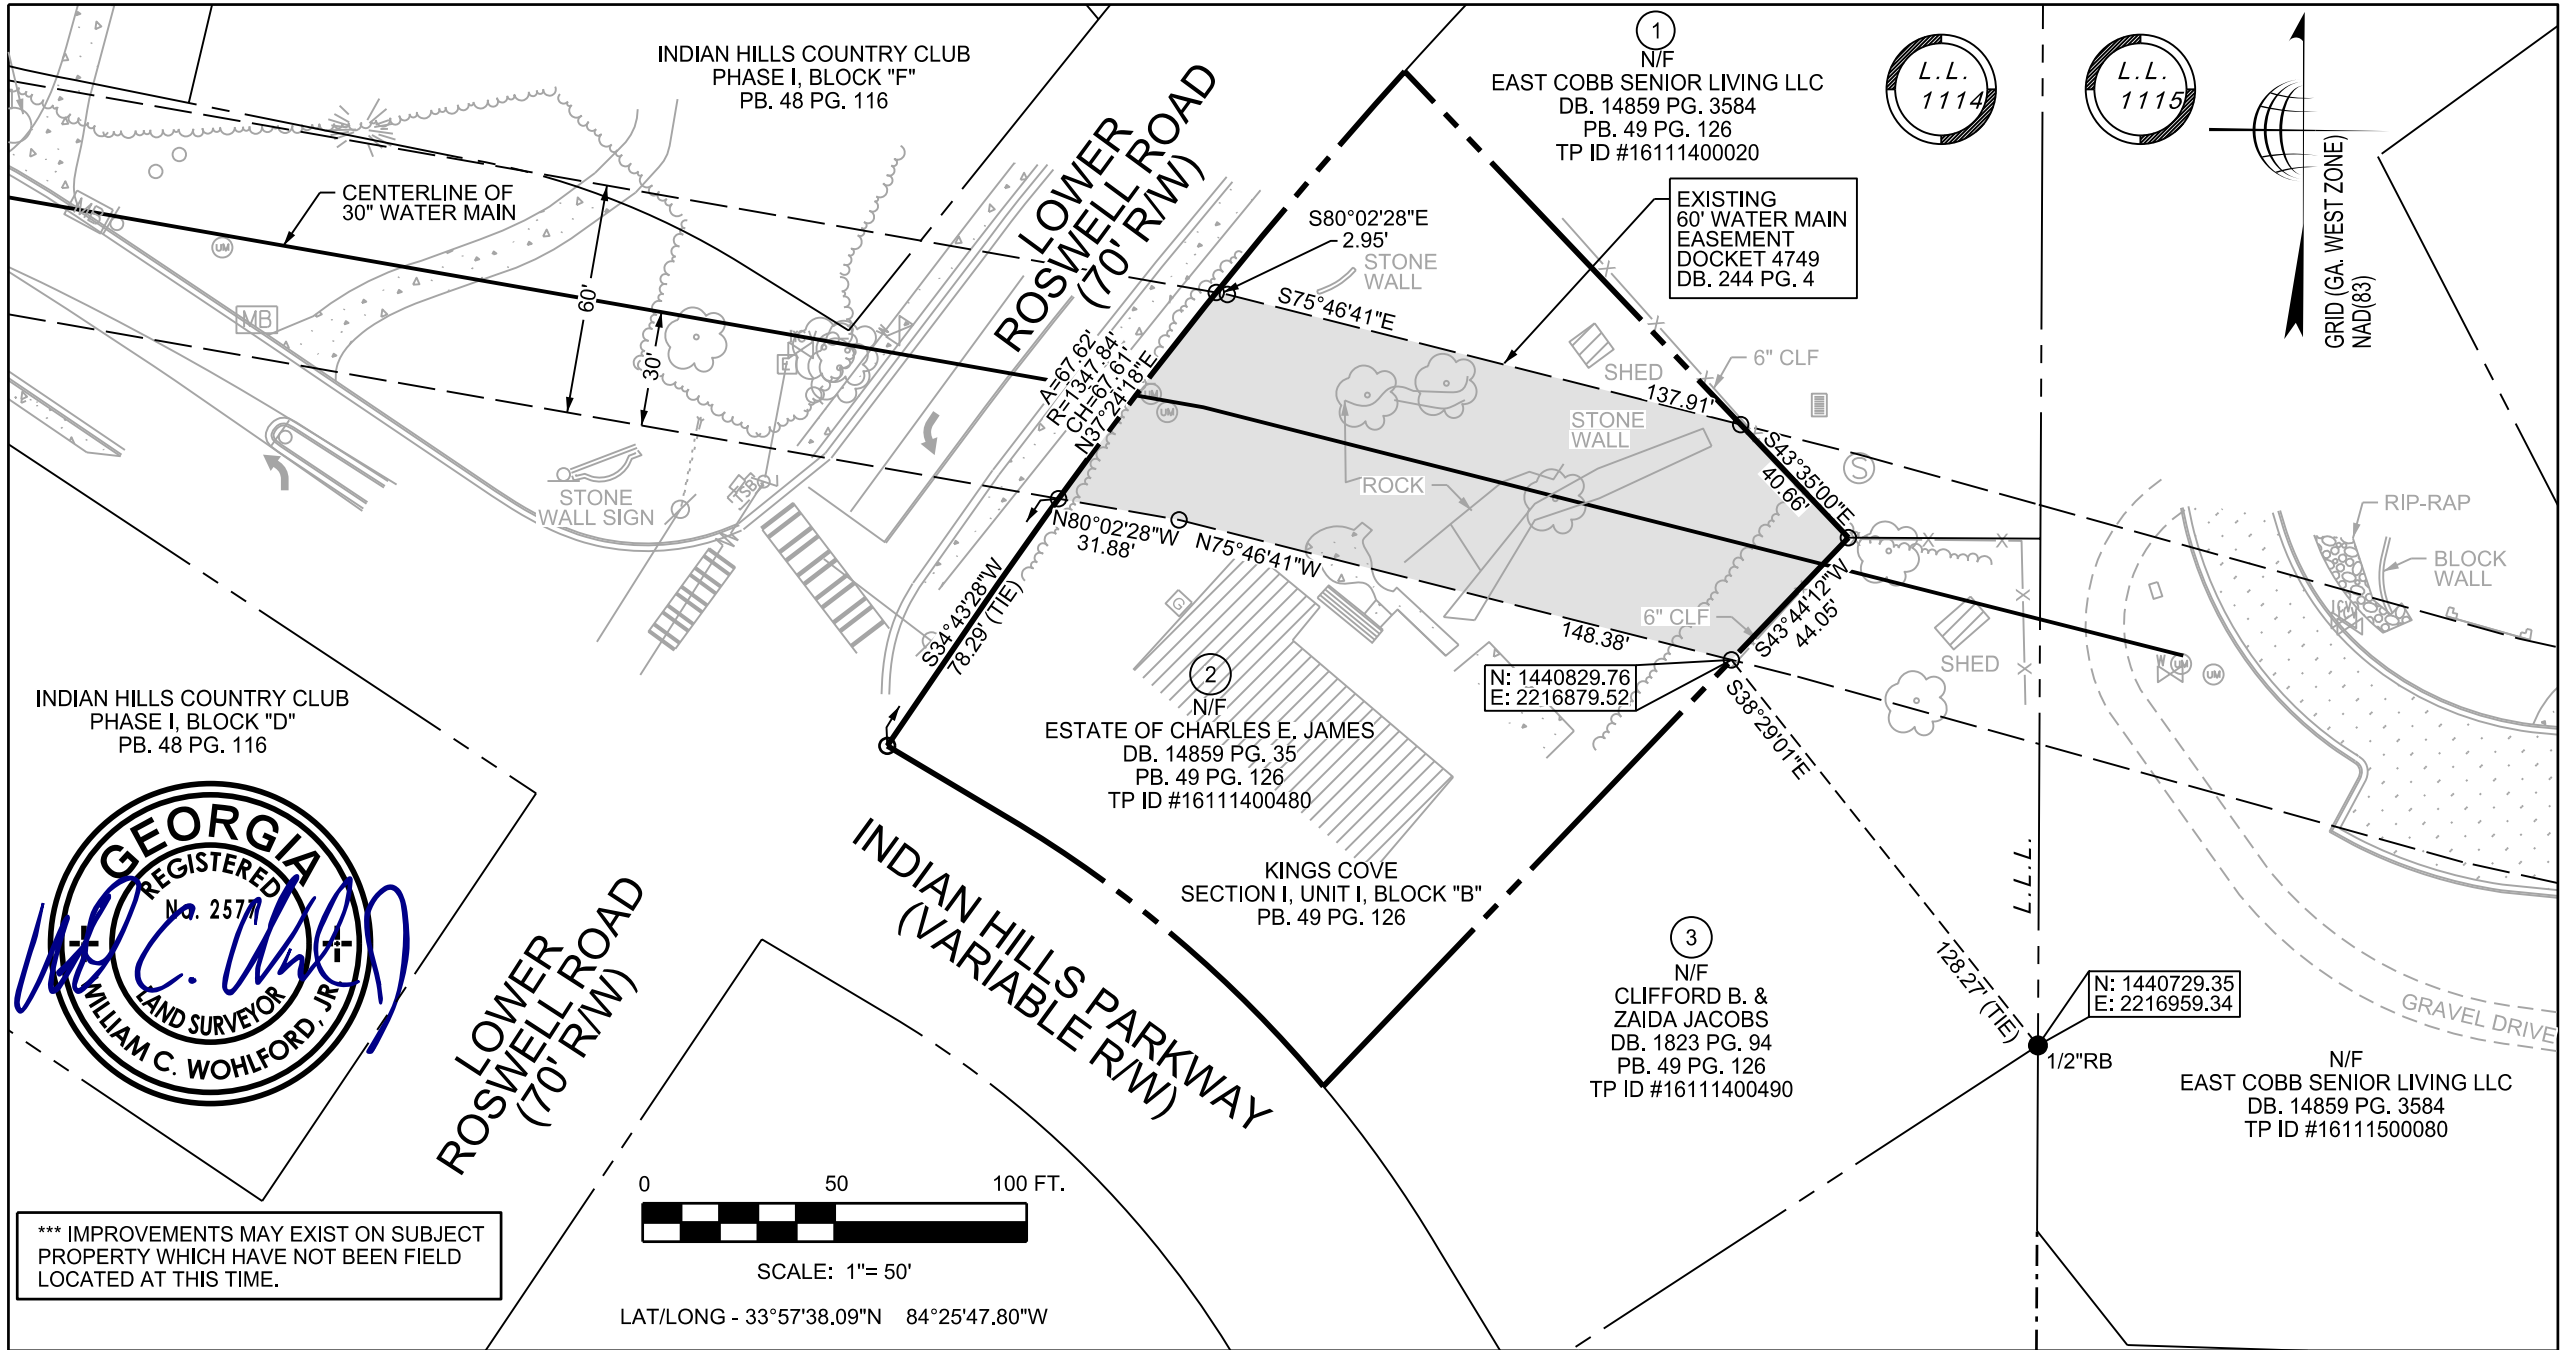 INDIAN HILLS COUNTRY CLUB
PHASE I, BLOCK "F"
PB. 48 PG. 116
1
N/F
EAST COBB SENIOR LIVING LLC
DB. 14859 PG. 3584
PB. 49 PG. 126
TP ID #16111400020
L.L.
1114
L.L.
1115
GRID (GA. WEST ZONE)
NAD(83)
LOWER
ROSWELL ROAD
(70' R/W)
CENTERLINE OF
30" WATER MAIN
EXISTING
60' WATER MAIN
EASEMENT
DOCKET 4749
DB. 244 PG. 4
S80°02'28"E
2.95'
STONE
WALL
MB
UM
MB
60'
30'
E
S75°46'41"E
137.91'
A=67.62'
R=1347.84'
CH=67.61'
N37°24'18"E
UM
UM
SHED
6" CLF
STONE
WALL
ROCK
S
S43°35'00"E
40.66'
STONE
WALL SIGN
TSB
N80°02'28"W
31.88'
N75°46'41"W
148.38'
S34°43'28"W
78.29' (TIE)
G
6" CLF
S43°44'12"W
44.05'
SHED
RIP-RAP
BLOCK
WALL
W
UM
UM
N: 1440829.76
E: 2216879.52
S38°29'01"E
128.27' (TIE)
INDIAN HILLS COUNTRY CLUB
PHASE I, BLOCK "D"
PB. 48 PG. 116
2
N/F
ESTATE OF CHARLES E. JAMES
DB. 14859 PG. 35
PB. 49 PG. 126
TP ID #16111400480
KINGS COVE
SECTION I, UNIT I, BLOCK "B"
PB. 49 PG. 126
L.L.L.
GEORGIA
REGISTERED
No. 2577
LAND SURVEYOR
WILLIAM C. WOHLFORD, JR.
LOWER
ROSWELL ROAD
(70' R/W)
INDIAN HILLS PARKWAY
(VARIABLE R/W)
3
N/F
CLIFFORD B. &
ZAIDA JACOBS
DB. 1823 PG. 94
PB. 49 PG. 126
TP ID #16111400490
N: 1440729.35
E: 2216959.34
1/2"RB
GRAVEL DRIVE
N/F
EAST COBB SENIOR LIVING LLC
DB. 14859 PG. 3584
TP ID #16111500080
0 50 100 FT.
SCALE: 1"= 50'
LAT/LONG - 33°57'38.09"N 84°25'47.80"W
*** IMPROVEMENTS MAY EXIST ON SUBJECT
PROPERTY WHICH HAVE NOT BEEN FIELD
LOCATED AT THIS TIME.